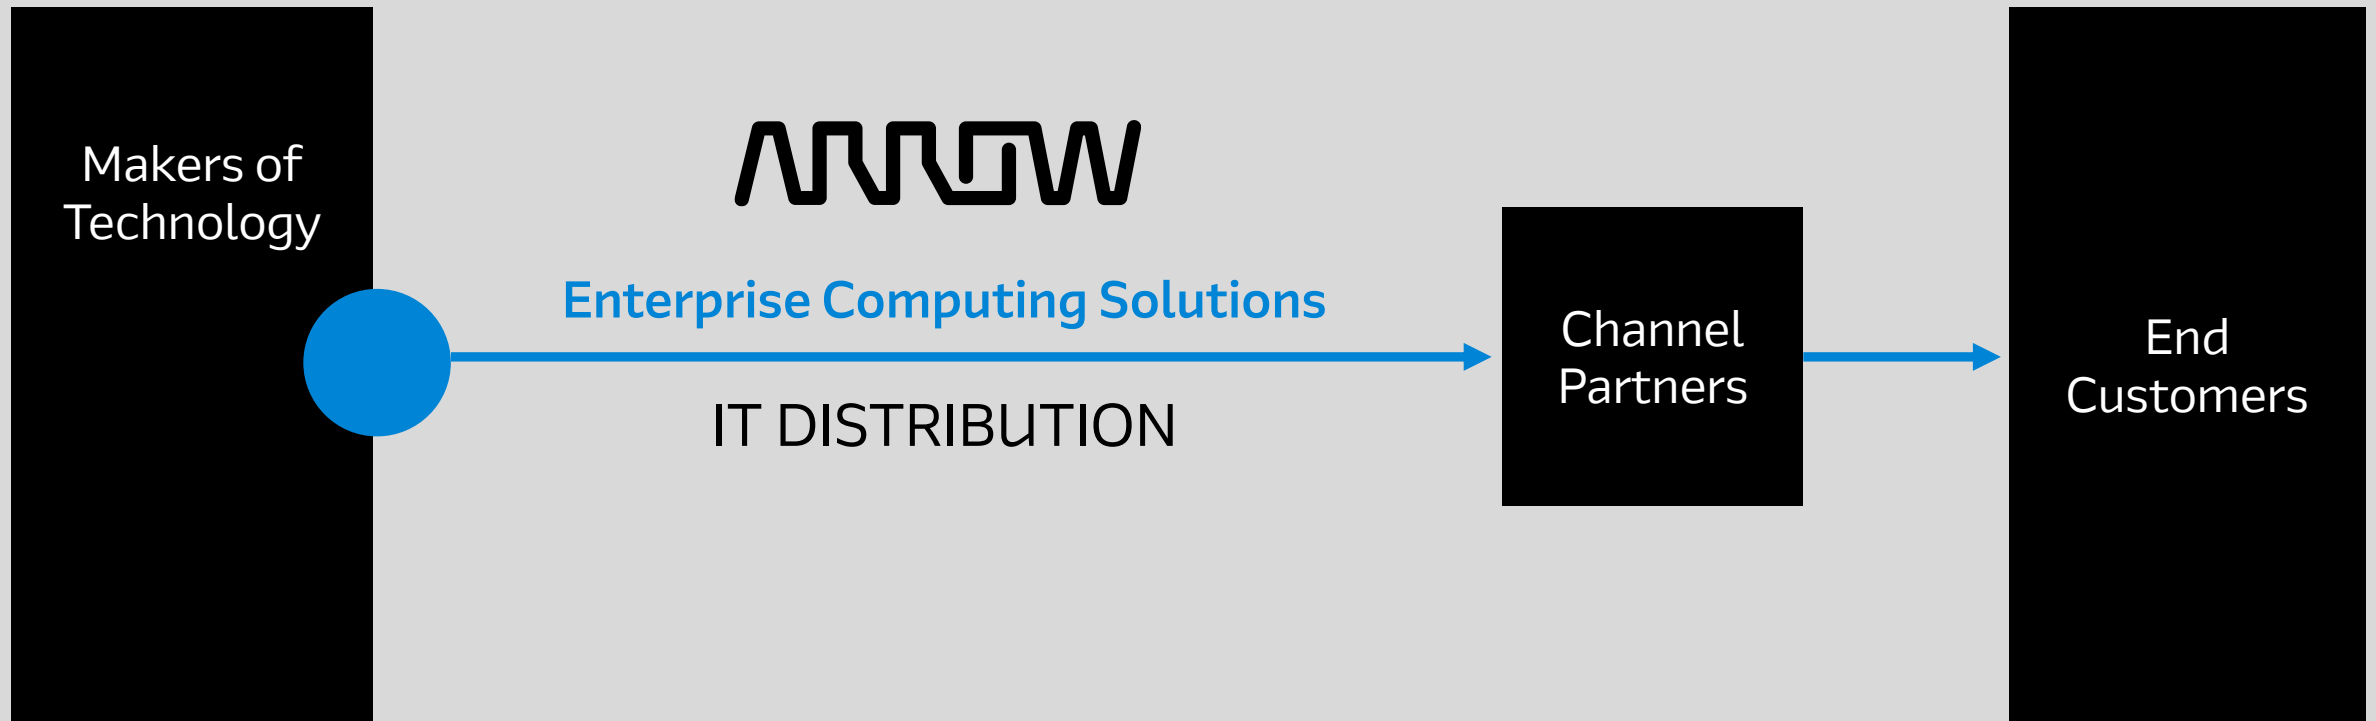 Makers of
Technology
ARROW
Enterprise Computing Solutions
IT DISTRIBUTION
Channel
Partners
End
Customers